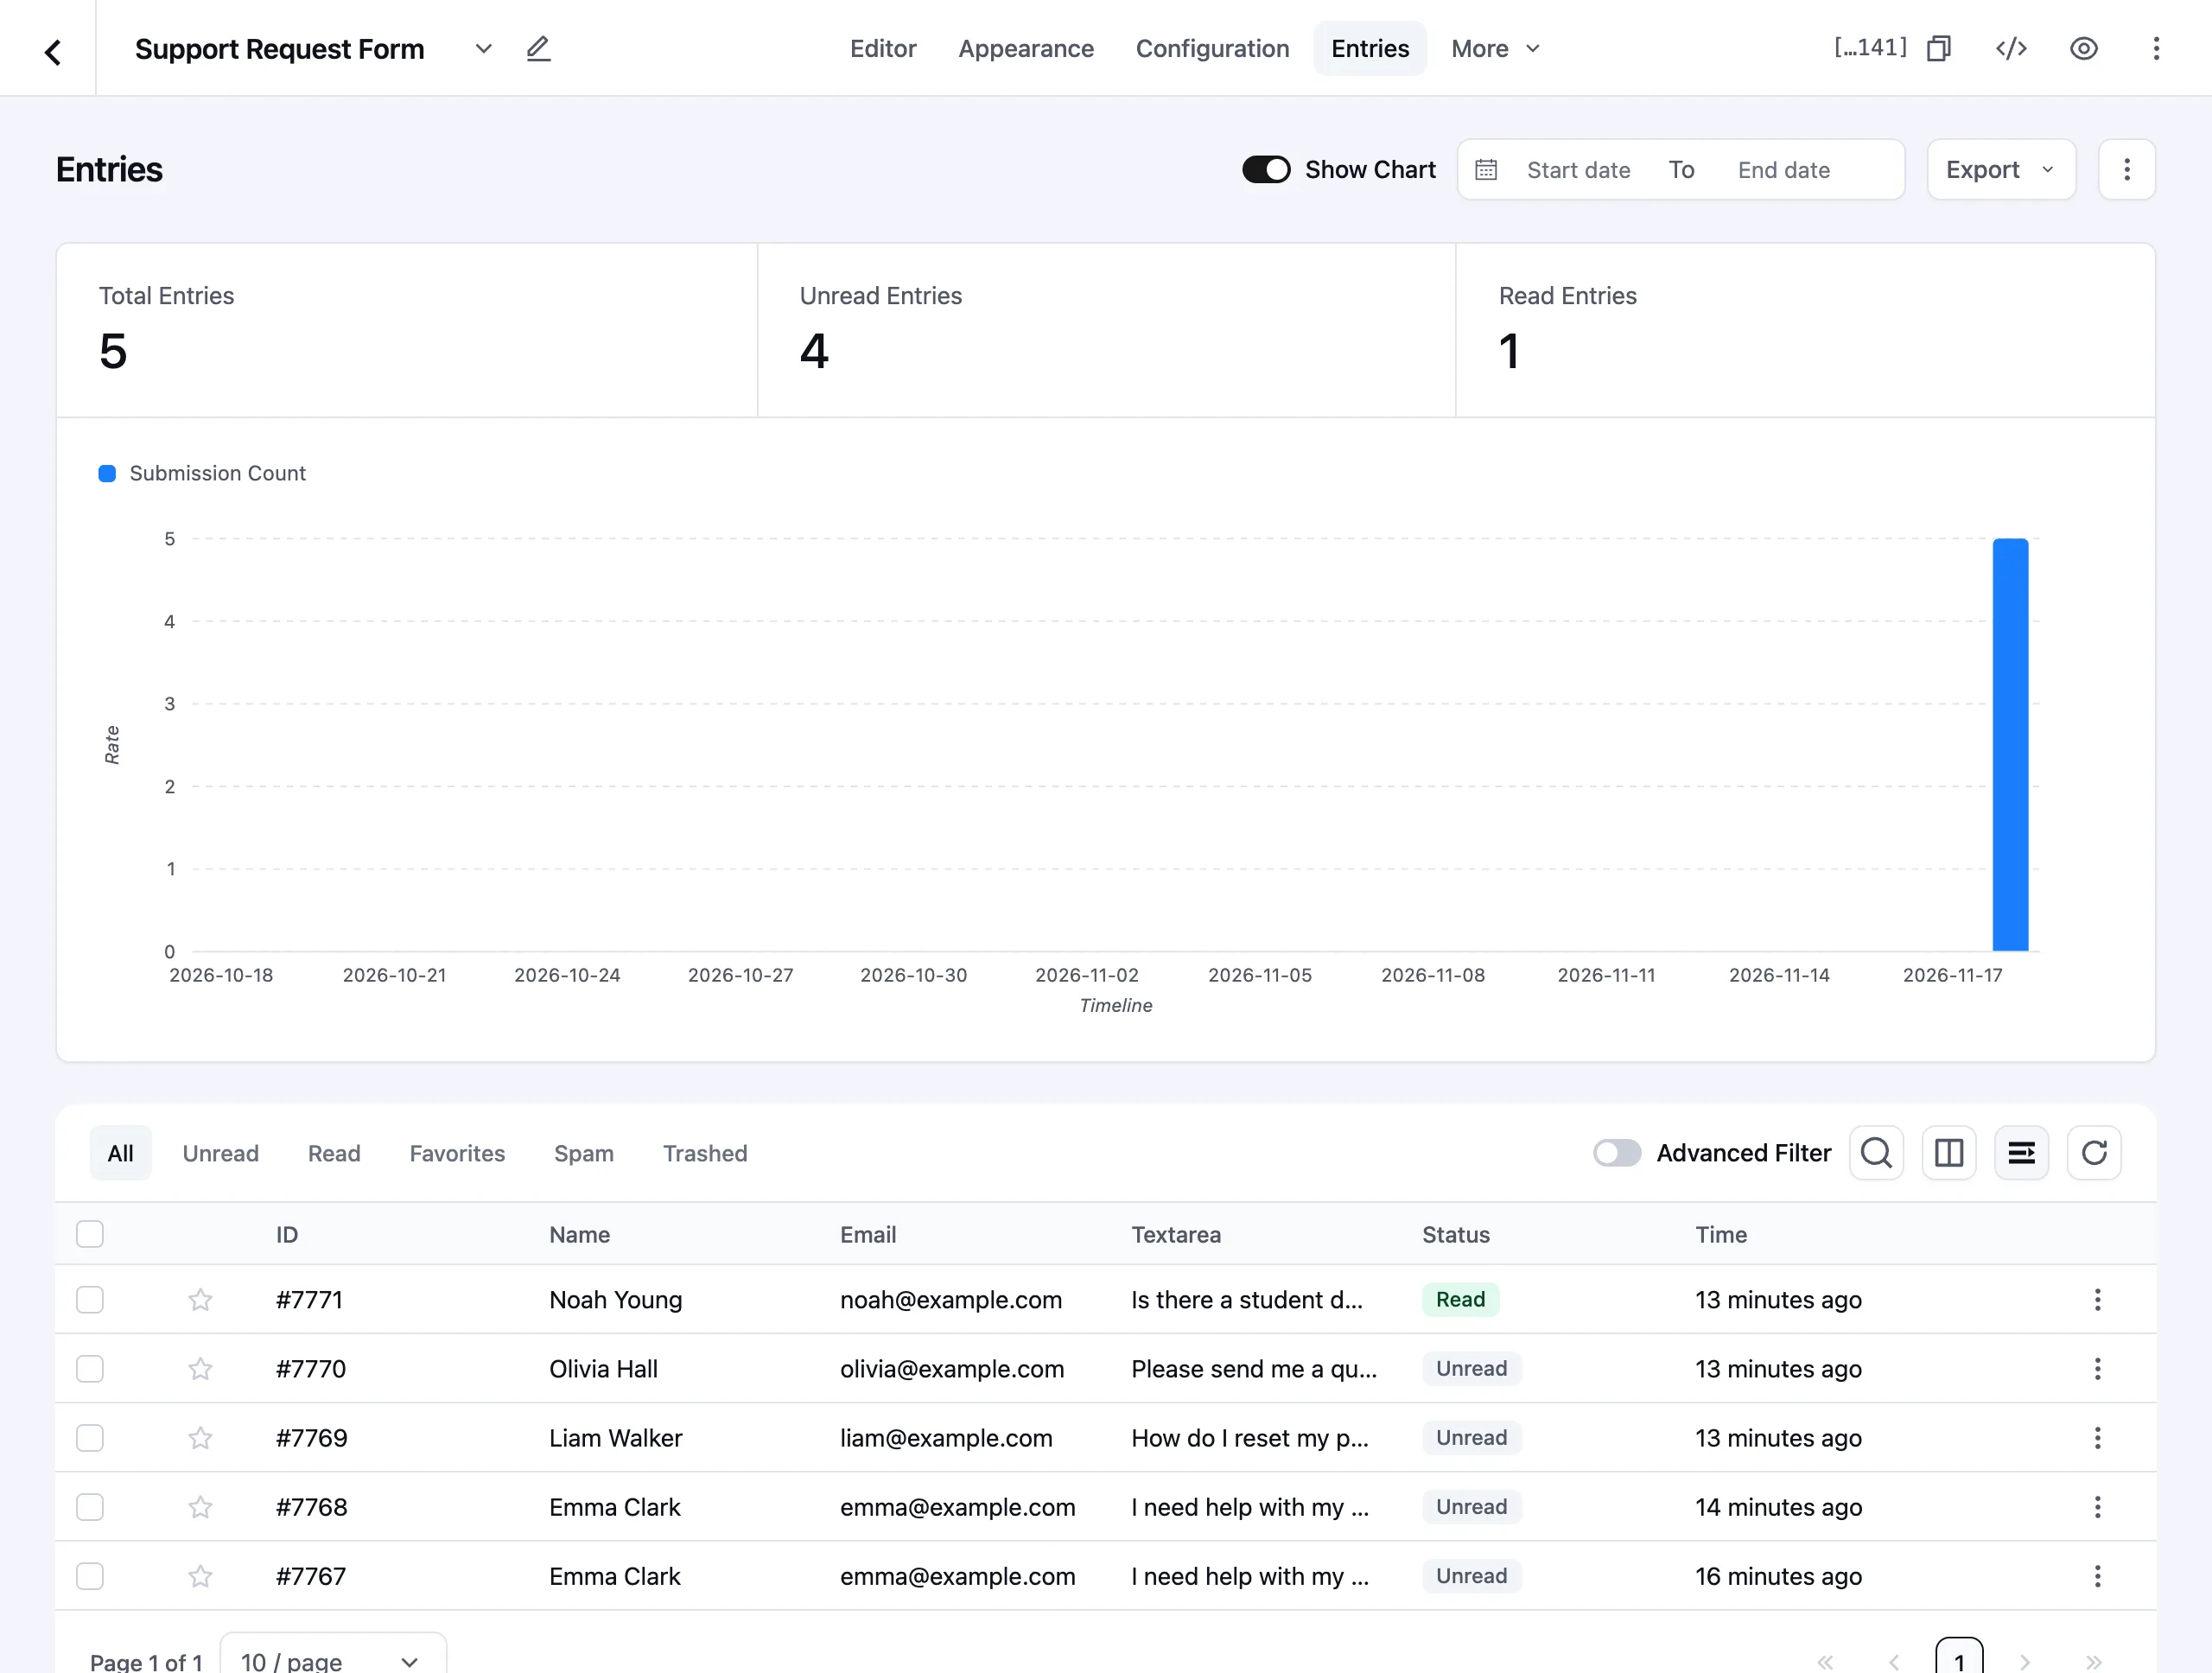 Support Request Form
Editor Appearance Configuration Entries More
[...141]
Entries
Show Chart Start date To End date Export
Total Entries Unread Entries Read Entries
5 4 1
Submission Count
5
4
3
2
1
0
Rate
2026-10-18 2026-10-21 2026-10-24 2026-10-27 2026-10-30 2026-11-02 2026-11-05 2026-11-08 2026-11-11 2026-11-14 2026-11-17
Timeline
All Unread Read Favorites Spam Trashed Advanced Filter
ID Name Email Textarea Status Time
#7771 Noah Young noah@example.com Is there a student d... Read 13 minutes ago
#7770 Olivia Hall olivia@example.com Please send me a qu... Unread 13 minutes ago
#7769 Liam Walker liam@example.com How do I reset my p... Unread 13 minutes ago
#7768 Emma Clark emma@example.com I need help with my ... Unread 14 minutes ago
#7767 Emma Clark emma@example.com I need help with my ... Unread 16 minutes ago
Page 1 of 1 10 / page 1